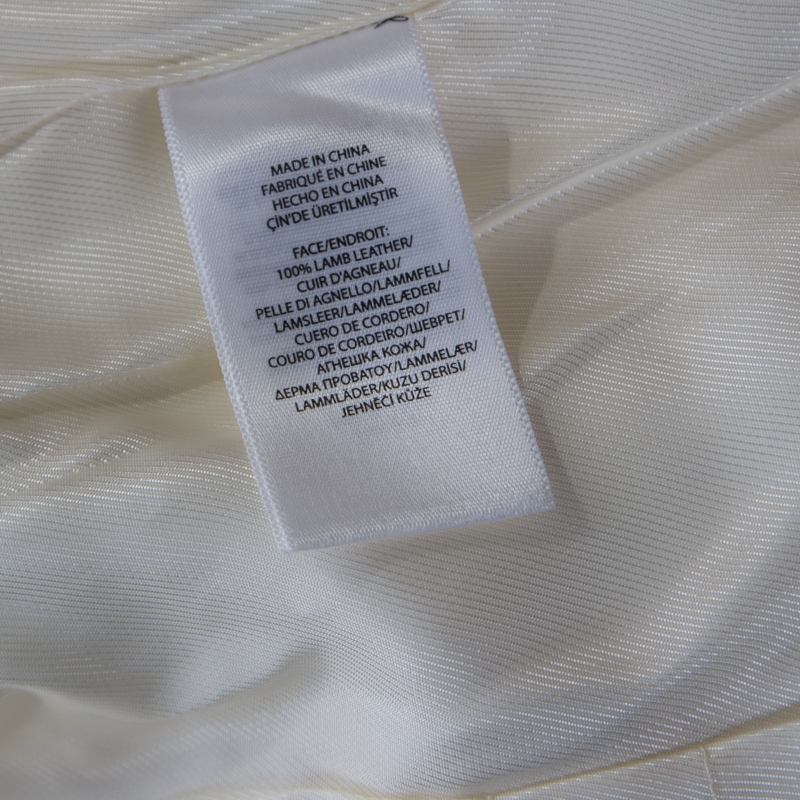 MADE IN CHINA
FABRIQUÉ EN CHINE
HECHO EN CHINA
ÇİN'DE ÜRETİLMİŞTİR
FACE/ENDROIT:
100% LAMB LEATHER/
CUIR D'AGNEAU/
PELLE DI AGNELLO/LAMMFELL/
LAMSLEER/LAMMELÆDER/
CUERO DE CORDERO/
COURO DE CORDEIRO/ШЕВРЕТ/
АГНЕШКА КОЖА/
ΔΕΡΜΑ ΠΡΟΒΑΤΟΥ/LAMMELÆR/
LAMMLÄDER/KUZU DERİSİ/
JEHNĚČÍ KŮŽE